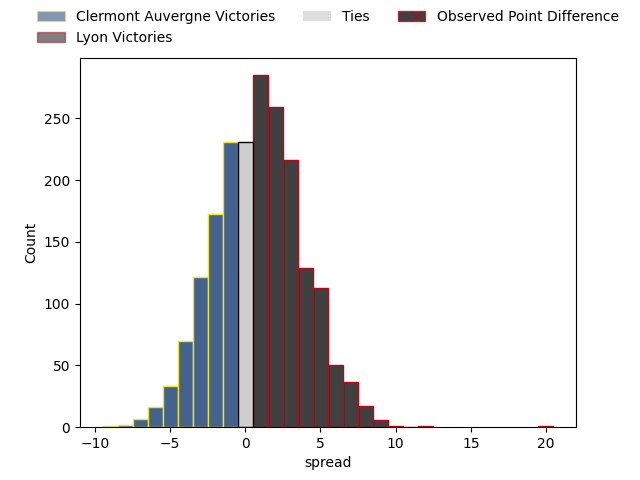 Clermont Auvergne Victories
Lyon Victories
Ties
Observed Point Difference
Count
250
200
150
100
50
0
−10
−5
0
5
10
15
20
spread